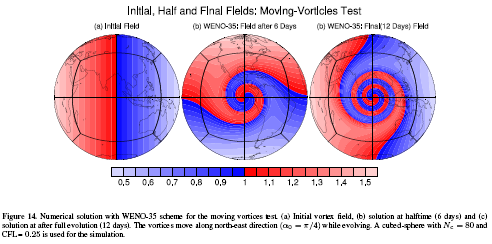 Initial, Half and Final Fields: Moving-Vortices Test
(a) Initial Field
(b) WENO-35: Field after 6 Days
(b) WENO-35: Final(12 Days) Field
0,5 0,6 0,7 0,8 0,9 1 1,1 1,2 1,3 1,4 1,5
Figure 14. Numerical solution with WENO-35 scheme for the moving vortices test. (a) Initial vortex field, (b) solution at halftime (6 days) and (c)
solution at after full evolution (12 days). The vortices move along north-east direction (α₀ = π/4) while evolving. A cubed-sphere with Nₑ = 80 and
CFL = 0.25 is used for the simulation.